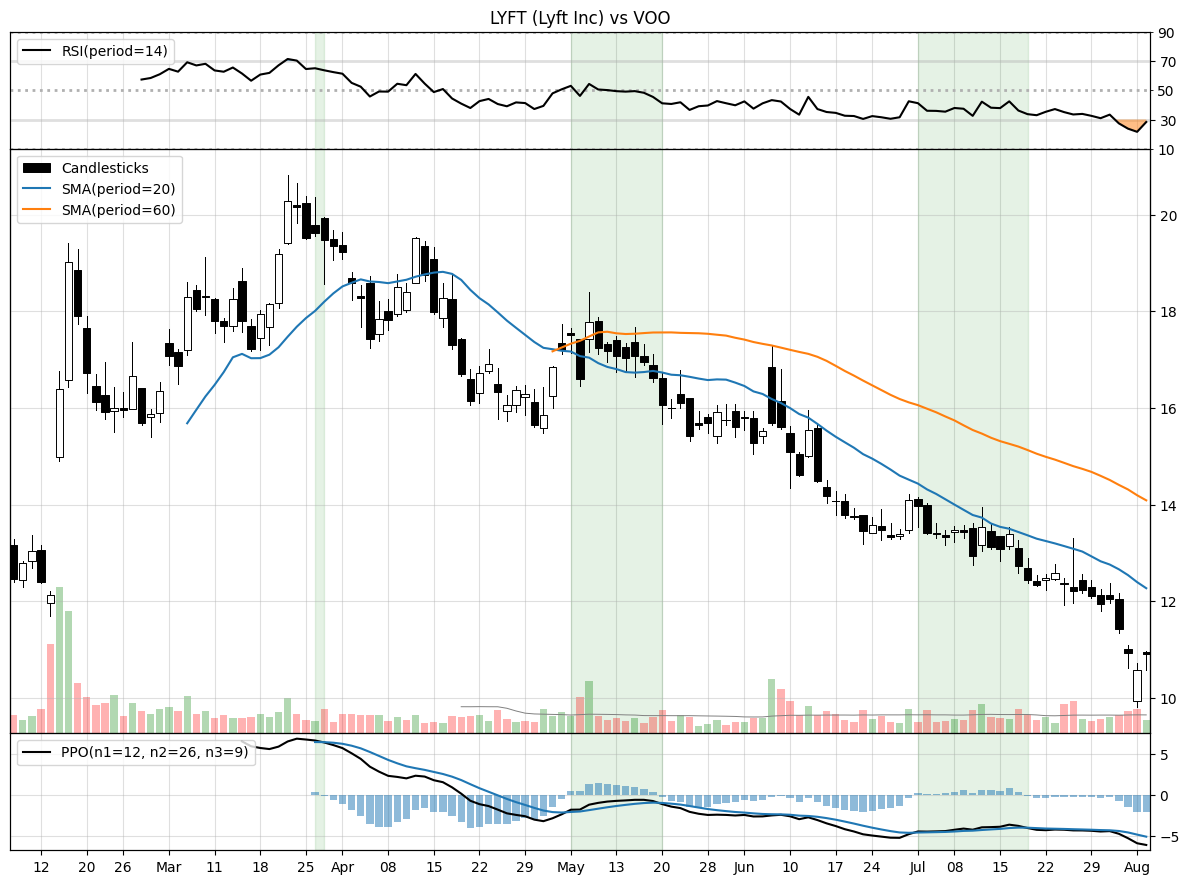 LYFT (Lyft Inc) vs VOO
RSI(period=14)
90
70
50
30
10
Candlesticks
SMA(period=20)
SMA(period=60)
20
18
16
14
12
10
PPO(n1=12, n2=26, n3=9)
5
0
−5
12 20 26 Mar 11 18 25 Apr 08 15 22 29 May 13 20 28 Jun 10 17 24 Jul 08 15 22 29 Aug